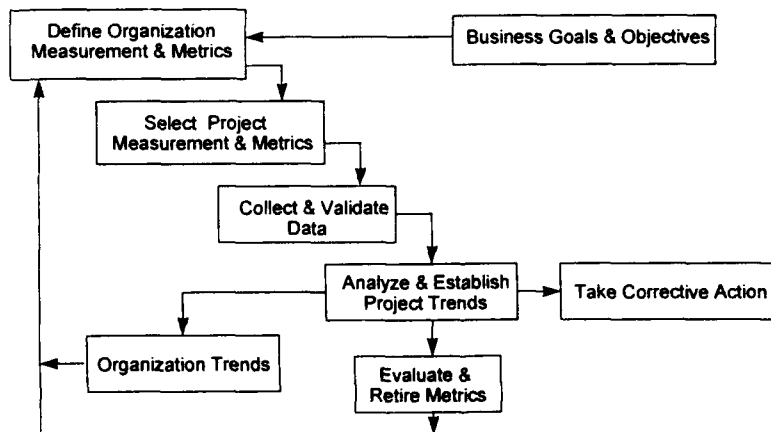 Define Organization
Measurement & Metrics
Business Goals & Objectives
Select Project
Measurement & Metrics
Collect & Validate
Data
Analyze & Establish
Project Trends
Take Corrective Action
Organization Trends
Evaluate &
Retire Metrics